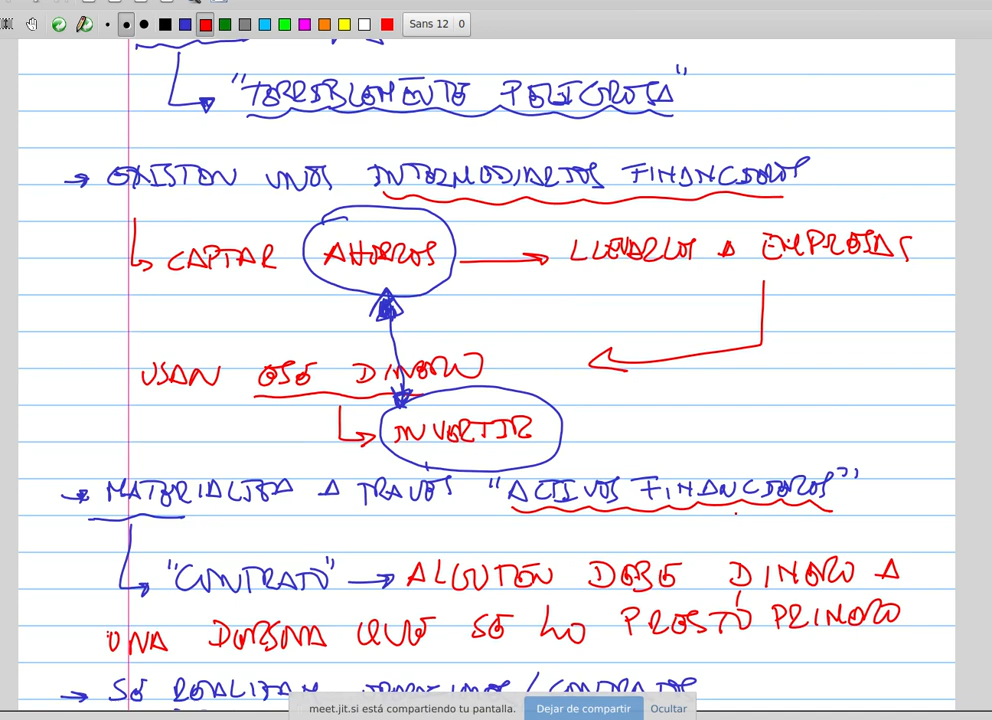 Sans 12 0
"TERRIBLEMENTE PELIGROSA"
→ EXISTEN UNOS INTERMEDIARIOS FINANCIEROS
CAPTAR AHORROS → LLEVARLOS A EMPRESAS
USAN ESE DINERO
INVERTIR
→ MATERIALIZA A TRAVES "ACTIVOS FINANCIEROS"
"CONTRATO" → ALGUIEN DEBE DINERO A
UNA PERSONA QUE SE LO PRESTÓ PRIMERO
→ SE REALIZAN / CONTRATOS
meet.jit.si está compartiendo tu pantalla. Dejar de compartir Ocultar